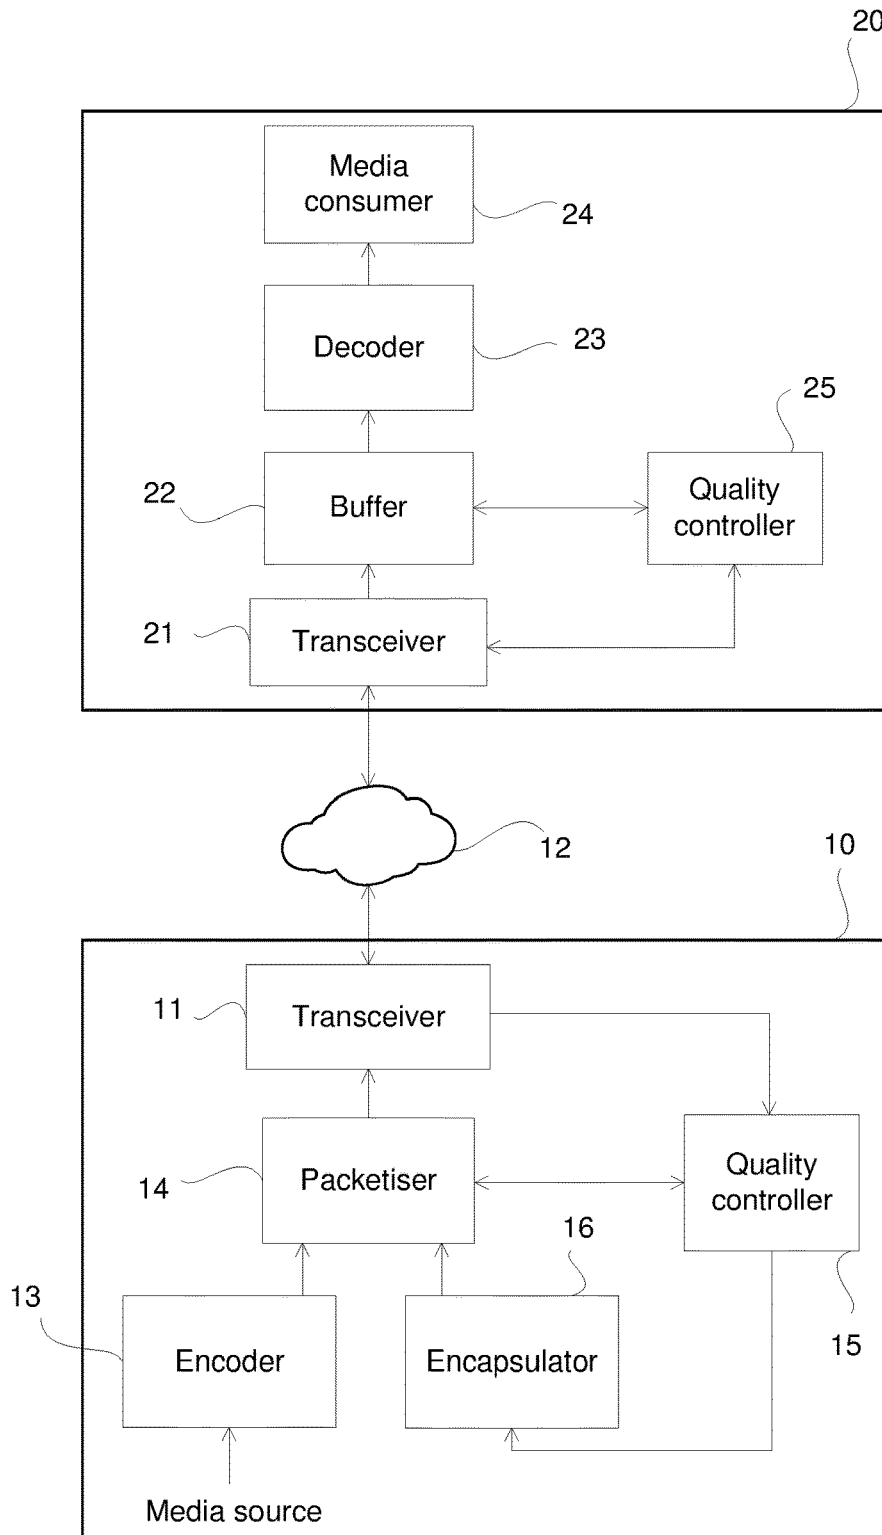 20
Media
consumer
24
Decoder
23
25
22
Buffer
Quality
controller
21
Transceiver
12
10
11
Transceiver
14
Packetiser
Quality
controller
16
13
Encoder
Encapsulator
15
Media source